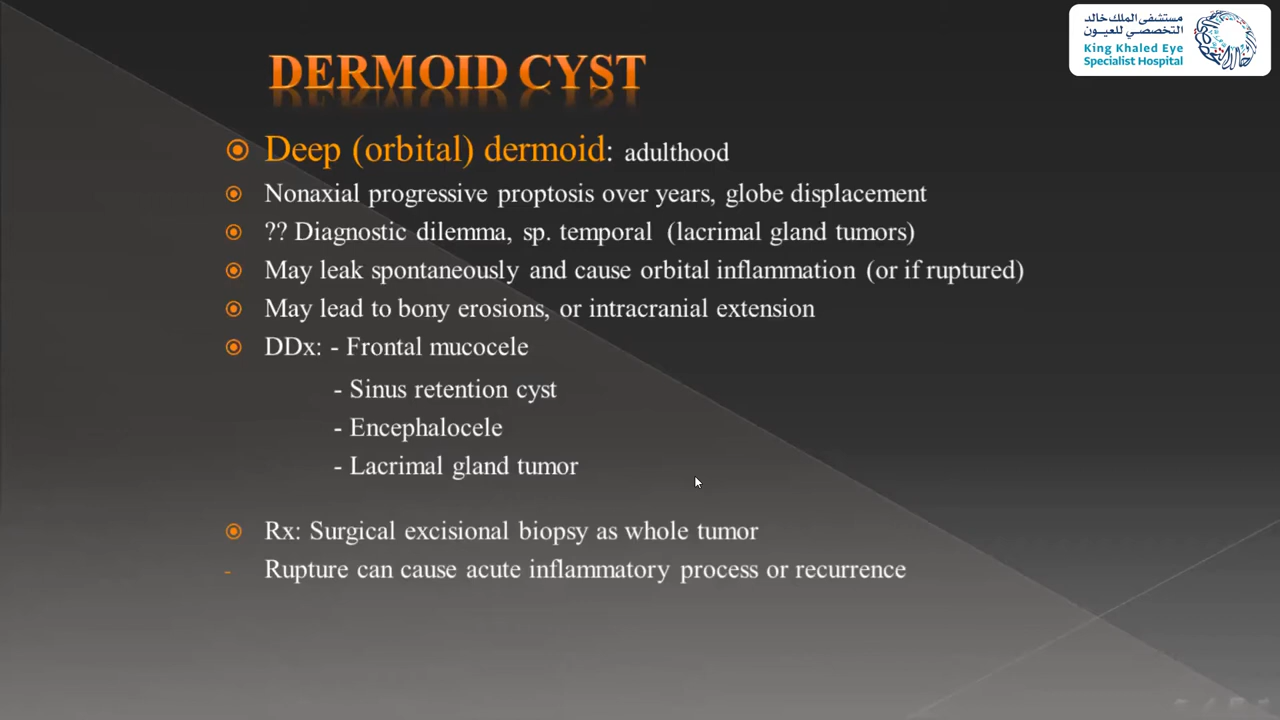 مستشفى الملك خالد
التخصصي للعيون
King Khaled Eye
Specialist Hospital
DERMOID CYST
Deep (orbital) dermoid: adulthood
Nonaxial progressive proptosis over years, globe displacement
?? Diagnostic dilemma, sp. temporal (lacrimal gland tumors)
May leak spontaneously and cause orbital inflammation (or if ruptured)
May lead to bony erosions, or intracranial extension
DDx: - Frontal mucocele
- Sinus retention cyst
- Encephalocele
- Lacrimal gland tumor
Rx: Surgical excisional biopsy as whole tumor
- Rupture can cause acute inflammatory process or recurrence